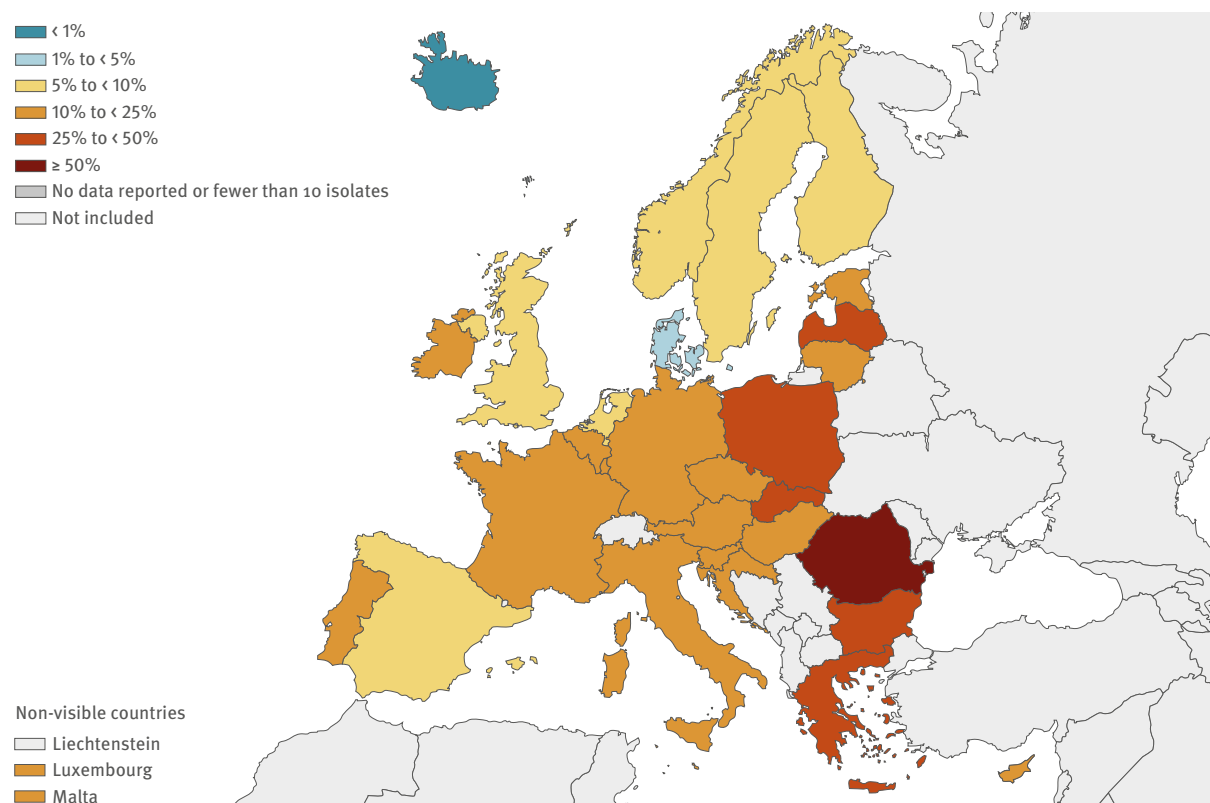 < 1%
1% to < 5%
5% to < 10%
10% to < 25%
25% to < 50%
≥ 50%
No data reported or fewer than 10 isolates
Not included
Non-visible countries
Liechtenstein
Luxembourg
Malta